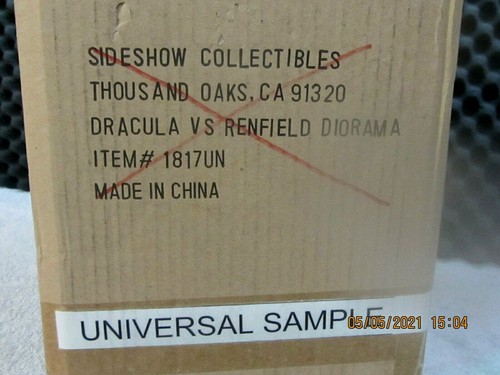 SIDESHOW COLLECTIBLES
THOUSAND OAKS, CA 91320
DRACULA VS RENFIELD DIORAMA
ITEM# 1817UN
MADE IN CHINA
UNIVERSAL SAMPLE
05/05/2021 15:04